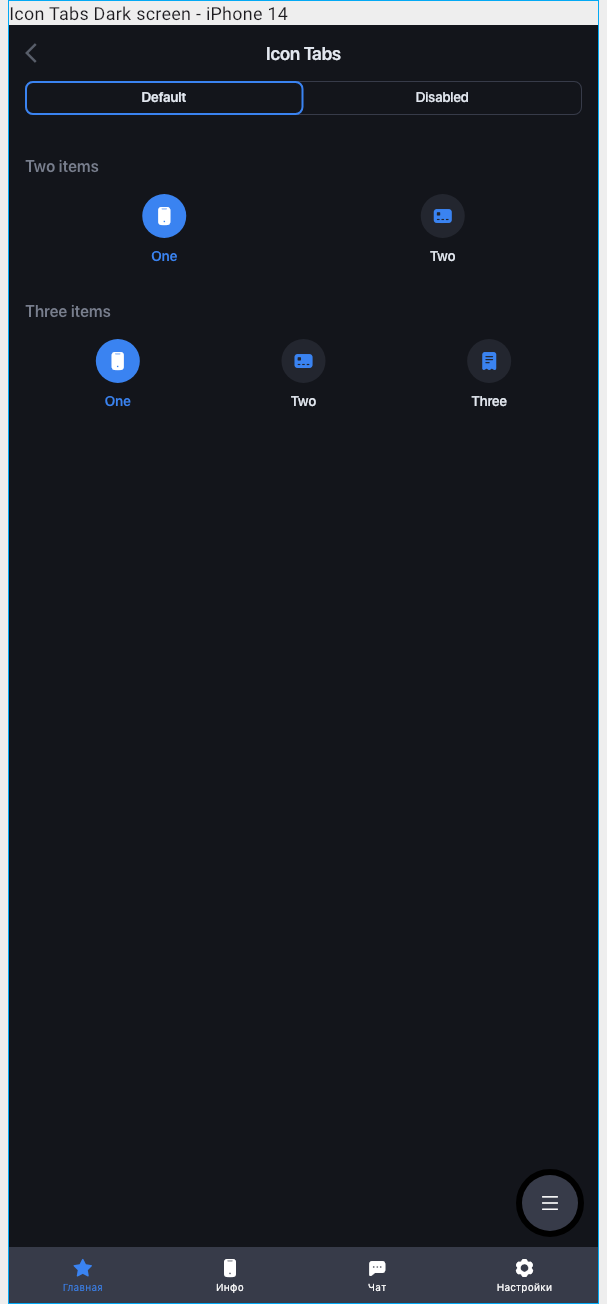 Icon Tabs Dark screen - iPhone 14
Icon Tabs
Default Disabled
Two items
One Two
Three items
One Two Three
Главная Инфо Чат Настройки